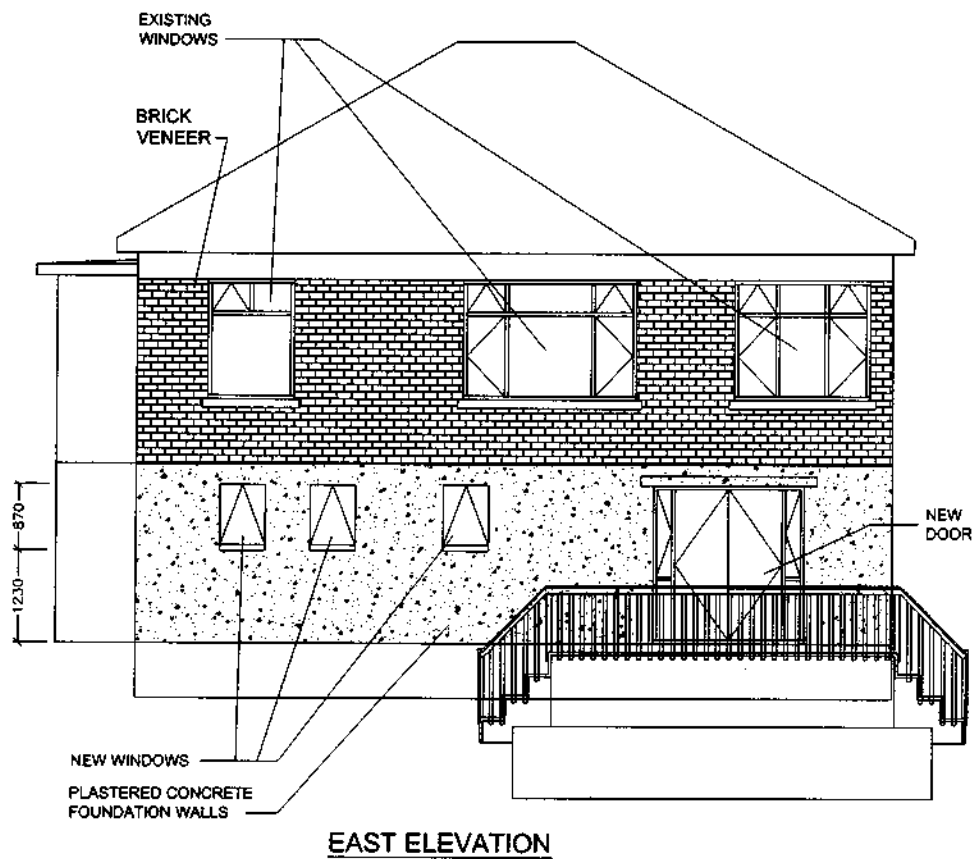 EXISTING
WINDOWS
BRICK
VENEER
870
1230
NEW
DOOR
NEW WINDOWS
PLASTERED CONCRETE
FOUNDATION WALLS
EAST ELEVATION